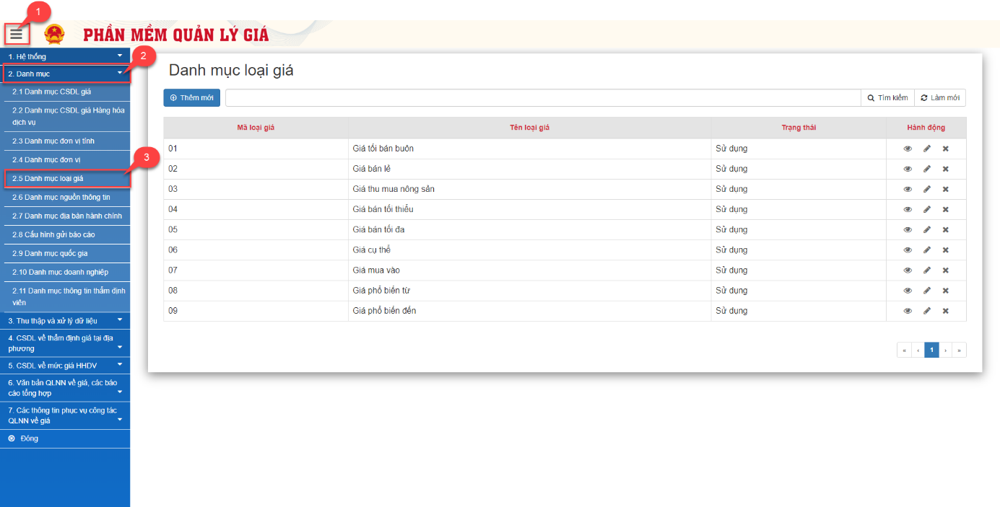 1
PHẦN MỀM QUẢN LÝ GIÁ
1. Hệ thống
2
2. Danh mục
2.1 Danh mục CSDL giá
2.2 Danh mục CSDL giá Hàng hóa
dịch vụ
2.3 Danh mục đơn vị tính
2.4 Danh mục đơn vị
3
2.5 Danh mục loại giá
2.6 Danh mục nguồn thông tin
2.7 Danh mục địa bàn hành chính
2.8 Cấu hình gửi báo cáo
2.9 Danh mục quốc gia
2.10 Danh mục doanh nghiệp
2.11 Danh mục thông tin thẩm định
viên
3. Thu thập và xử lý dữ liệu
4. CSDL về thẩm định giá tại địa
phương
5. CSDL về mức giá HHDV
6. Văn bản QLNN về giá, các báo
cáo tổng hợp
7. Các thông tin phục vụ công tác
QLNN về giá
Đóng
Danh mục loại giá
Thêm mới Tìm kiếm Làm mới
Mã loại giá Tên loại giá Trạng thái Hành động
01 Giá tối bán buôn Sử dụng
02 Giá bán lẻ Sử dụng
03 Giá thu mua nông sản Sử dụng
04 Giá bán tối thiểu Sử dụng
05 Giá bán tối đa Sử dụng
06 Giá cụ thể Sử dụng
07 Giá mua vào Sử dụng
08 Giá phổ biến từ Sử dụng
09 Giá phổ biến đến Sử dụng
« ‹ 1 › »